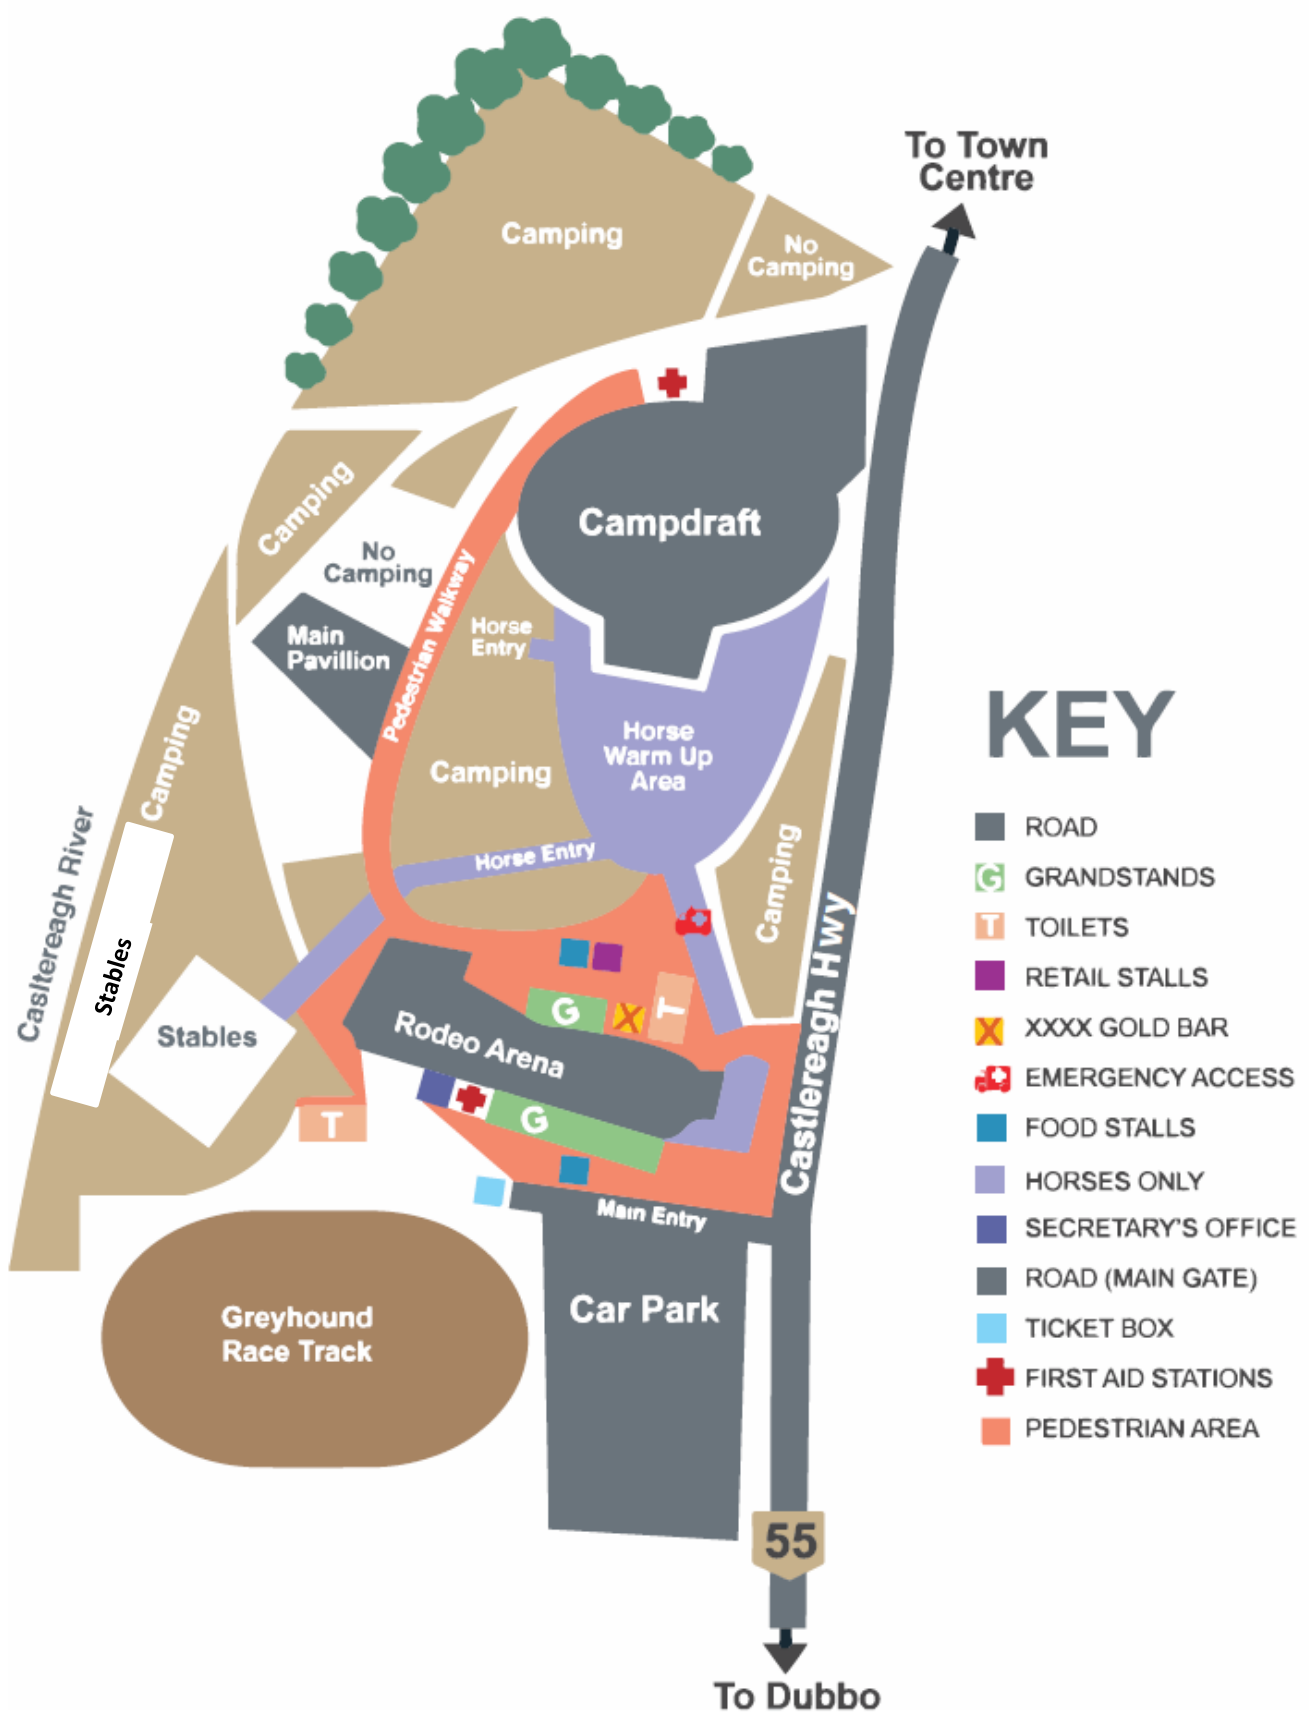 To Town
Centre
Camping
No
Camping
Camping
Campdraft
No
Camping
Main
Pavillion
Pedestrian Walkway
Horse
Entry
Horse
Warm Up
Area
Camping
Camping
Camping
Horse Entry
Casltereagh River
Stables
Stables
Castlereagh Hwy
G
T
Rodeo Arena
G
T
Main Entry
Car Park
Greyhound
Race Track
55
To Dubbo
KEY
ROAD
G GRANDSTANDS
T TOILETS
RETAIL STALLS
X XXXX GOLD BAR
EMERGENCY ACCESS
FOOD STALLS
HORSES ONLY
SECRETARY'S OFFICE
ROAD (MAIN GATE)
TICKET BOX
FIRST AID STATIONS
PEDESTRIAN AREA